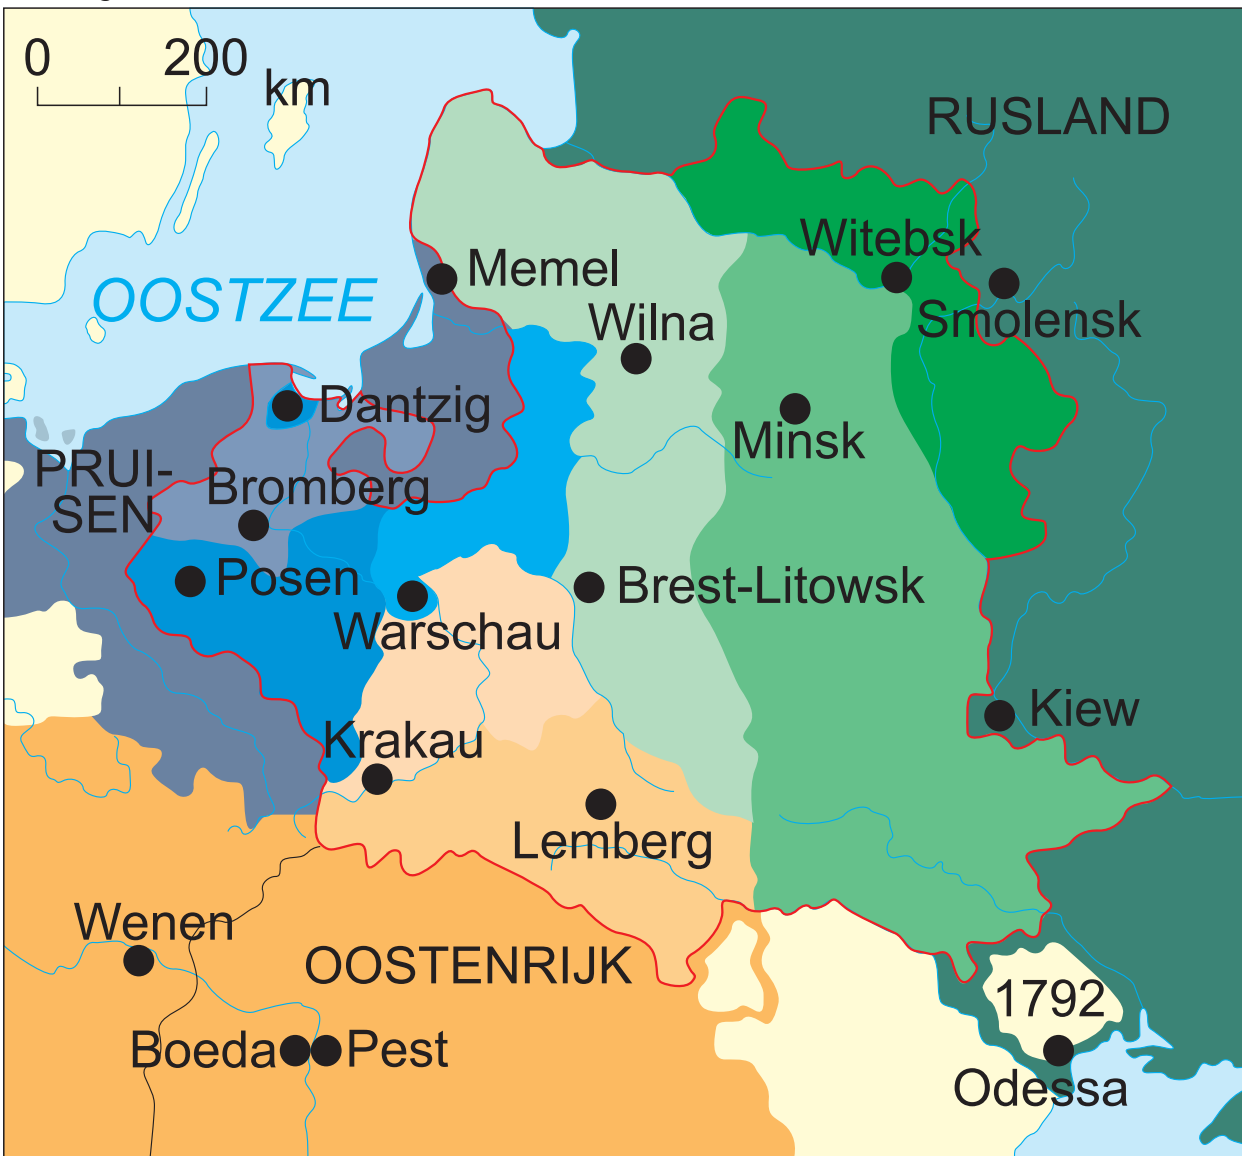 0 200
km
RUSLAND
Witebsk
Memel
OOSTZEE
Wilna
Smolensk
Dantzig
Minsk
PRUI-
SEN
Bromberg
Posen
Brest-Litowsk
Warschau
Kiew
Krakau
Lemberg
Wenen
OOSTENRIJK
1792
Boeda
Pest
Odessa